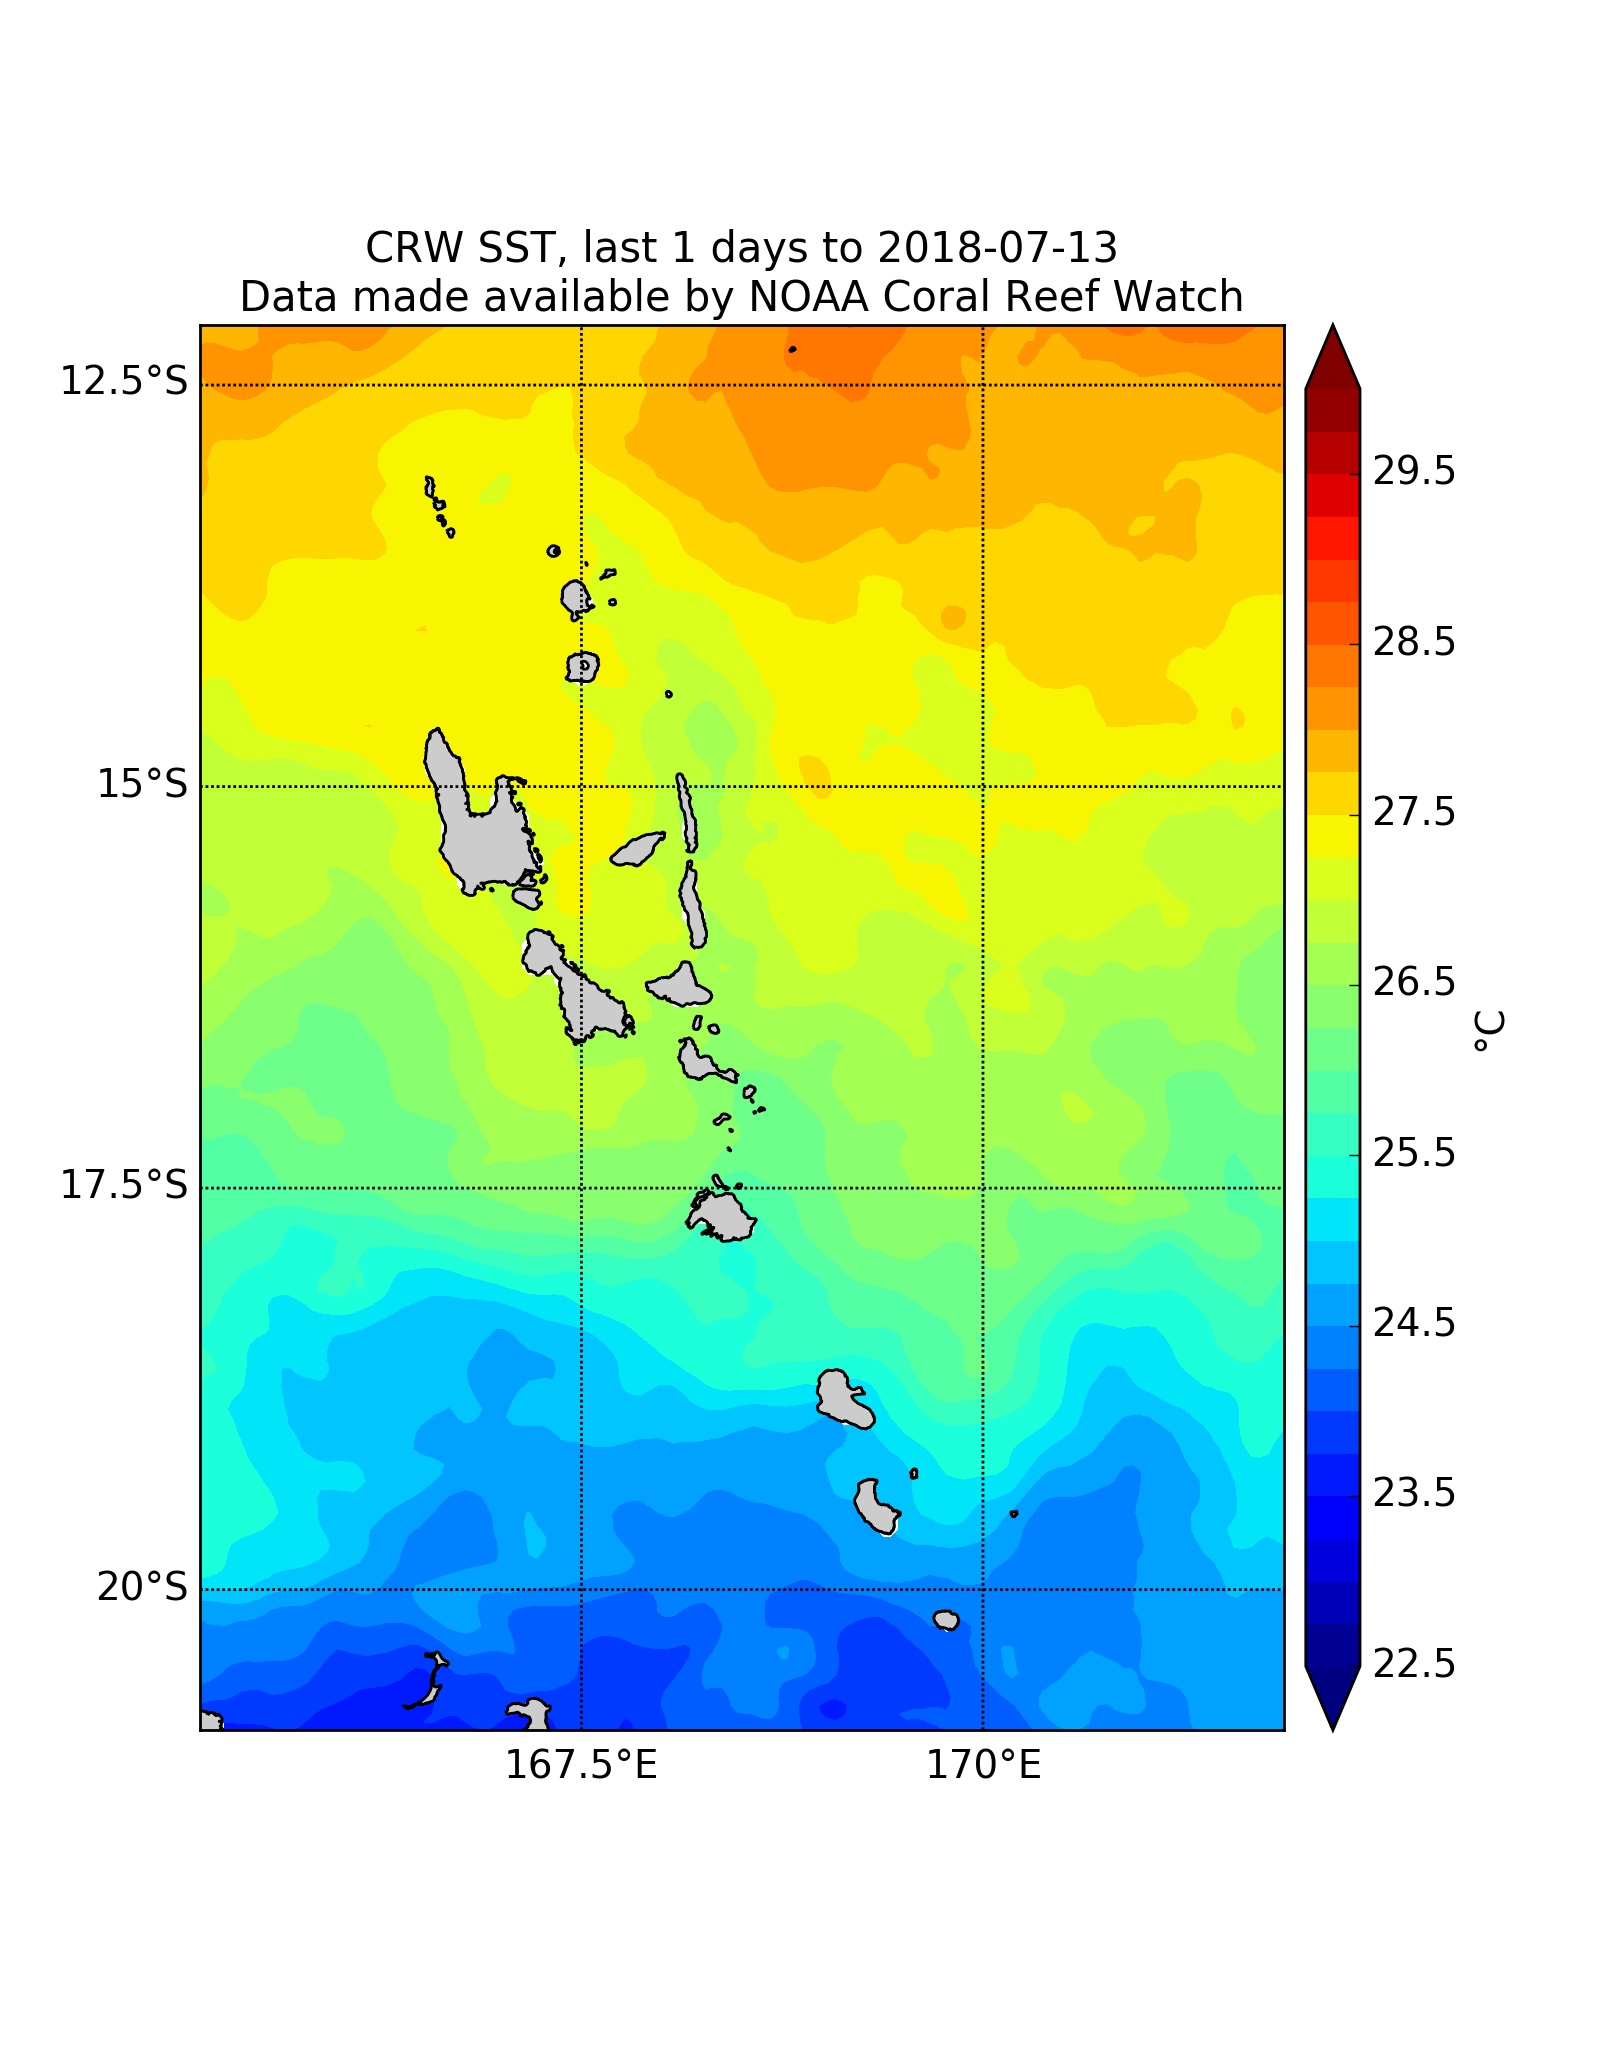 CRW SST, last 1 days to 2018-07-13
Data made available by NOAA Coral Reef Watch
12.5°S
15°S
17.5°S
20°S
167.5°E
170°E
29.5
28.5
27.5
26.5
25.5
24.5
23.5
22.5
°C